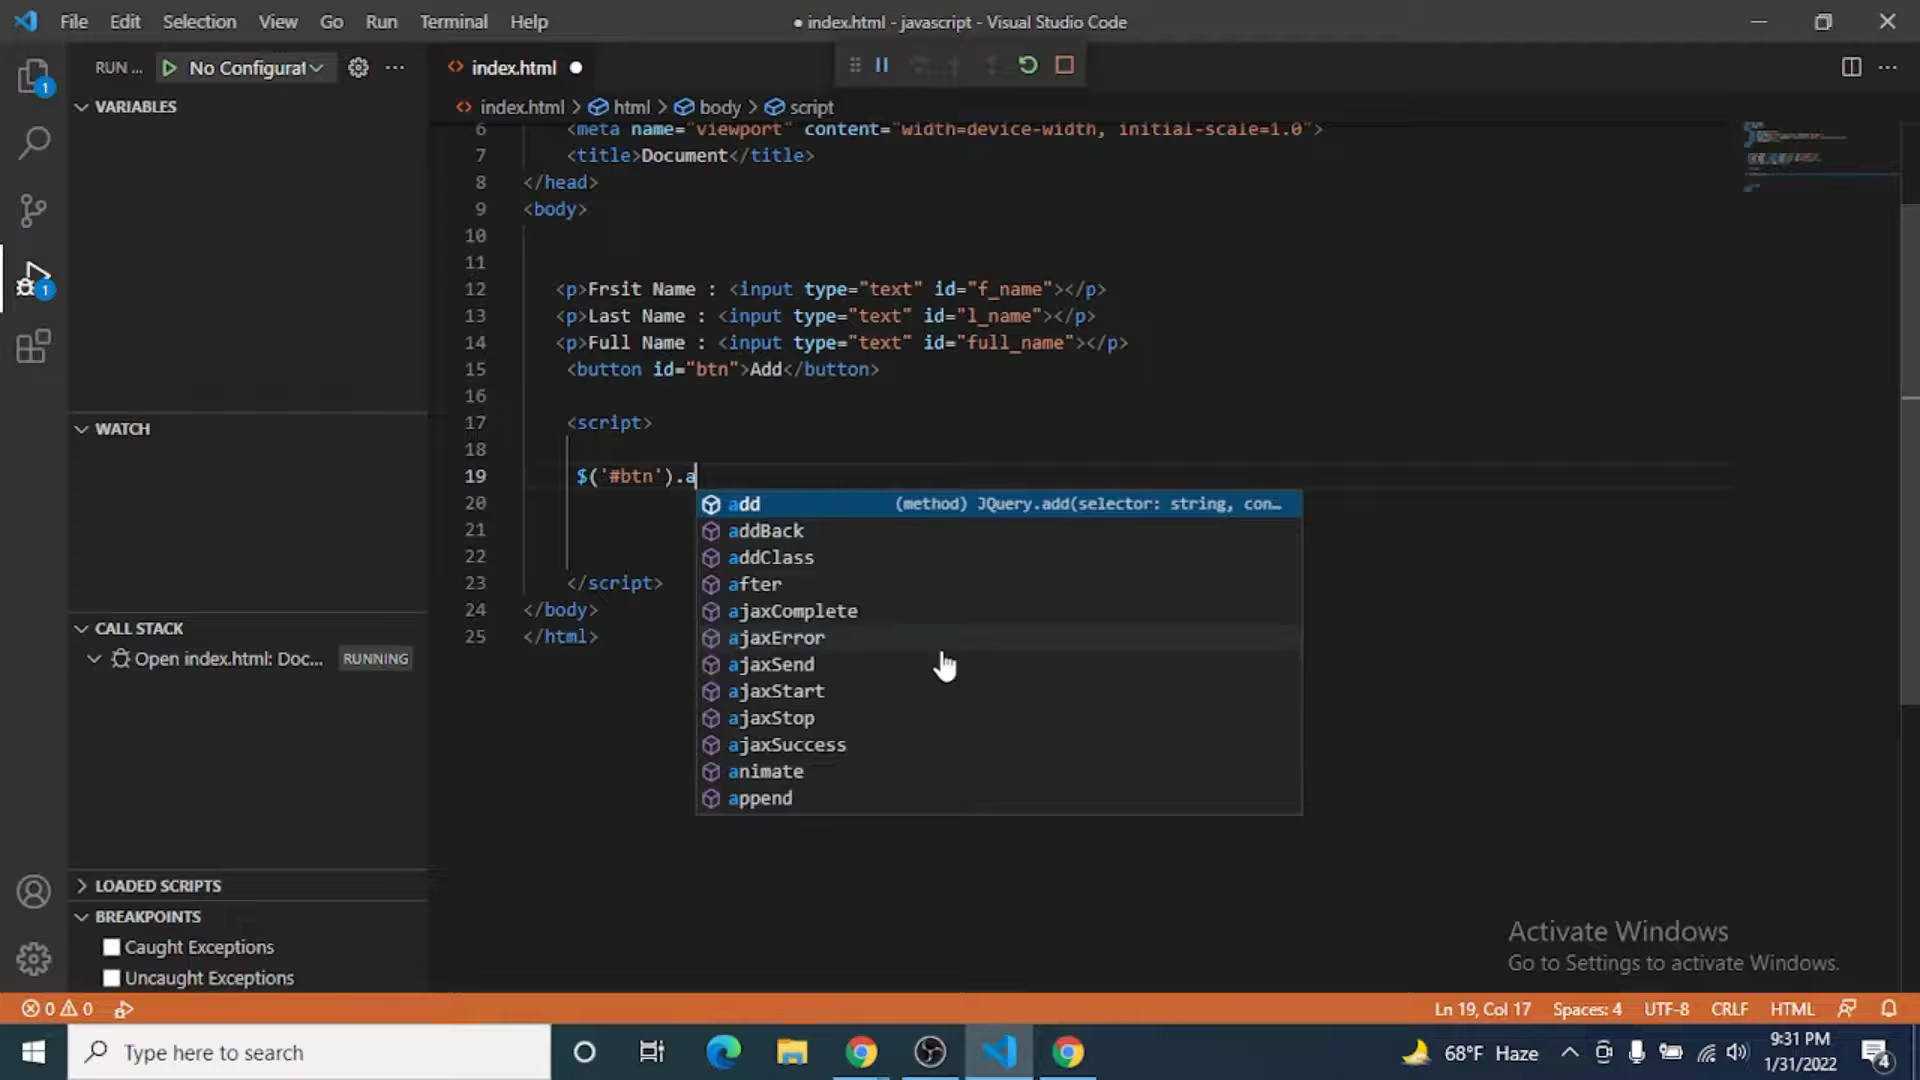 File Edit Selection View Go Run Terminal Help
● index.html - javascript - Visual Studio Code
RUN ... No Configurat
index.html ●
VARIABLES
index.html > html > body > script
6 <meta name="viewport" content="width=device-width, initial-scale=1.0">
7 <title>Document</title>
8 </head>
9 <body>
10
11
12 <p>Frsit Name : <input type="text" id="f_name"></p>
13 <p>Last Name : <input type="text" id="l_name"></p>
14 <p>Full Name : <input type="text" id="full_name"></p>
15 <button id="btn">Add</button>
16
17 <script>
18
19 $('#btn').a
20
21
22
23 </script>
24 </body>
25 </html>
add (method) JQuery.add(selector: string, con…
addBack
addClass
after
ajaxComplete
ajaxError
ajaxSend
ajaxStart
ajaxStop
ajaxSuccess
animate
append
WATCH
CALL STACK
Open index.html: Doc... RUNNING
LOADED SCRIPTS
BREAKPOINTS
Caught Exceptions
Uncaught Exceptions
1
1
Activate Windows
Go to Settings to activate Windows.
0 0
Ln 19, Col 17 Spaces: 4 UTF-8 CRLF HTML
Type here to search
68°F Haze
9:31 PM
1/31/2022
4